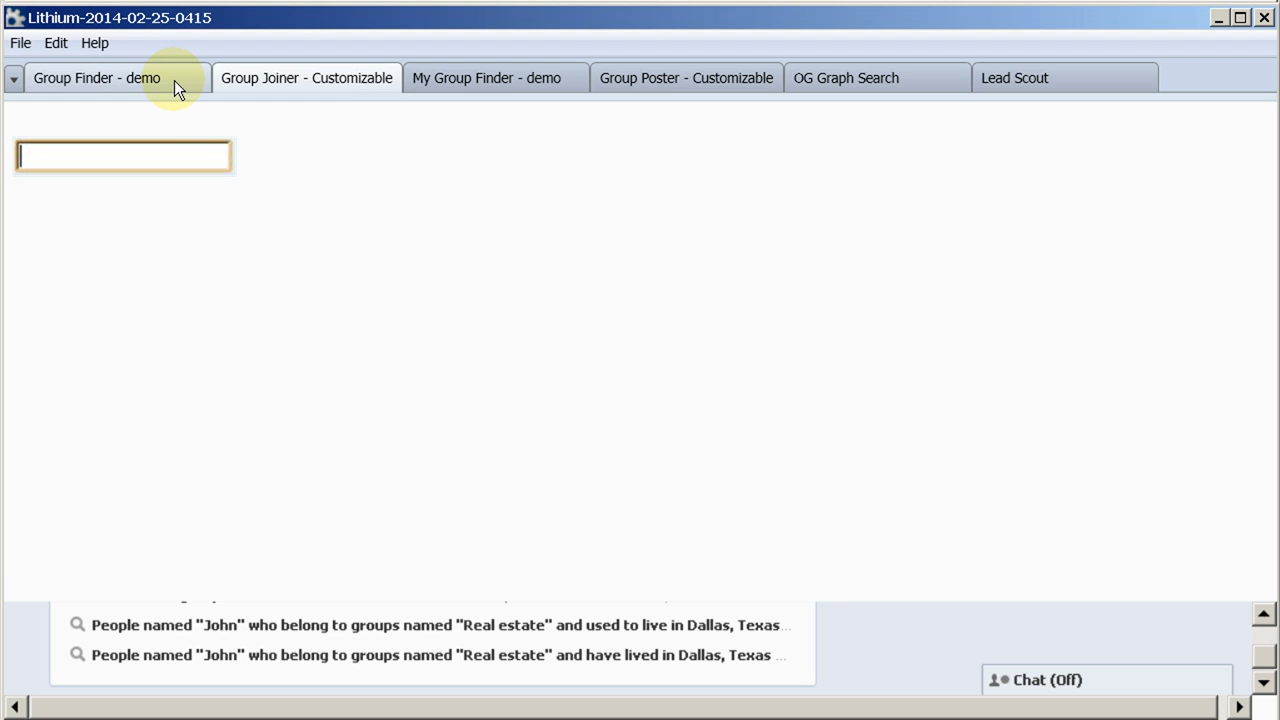 Lithium-2014-02-25-0415
File Edit Help
Group Finder - demo Group Joiner - Customizable My Group Finder - demo Group Poster - Customizable OG Graph Search Lead Scout
People named "John" who belong to groups named "Real estate" and used to live in Dallas, Texas...
People named "John" who belong to groups named "Real estate" and have lived in Dallas, Texas ...
Chat (Off)